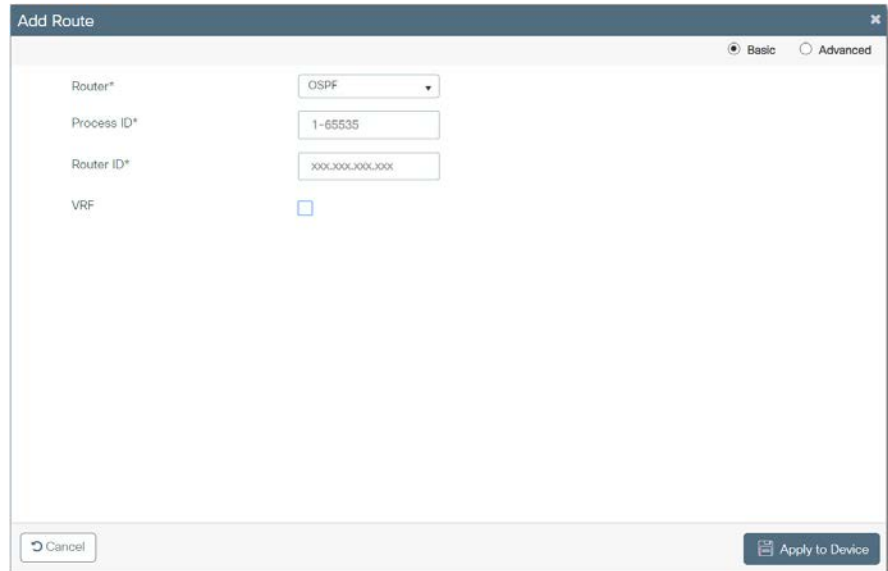 Add Route
Basic Advanced
Router* OSPF
Process ID* 1-65535
Router ID* xxx.xxx.xxx.xxx
VRF
Cancel Apply to Device